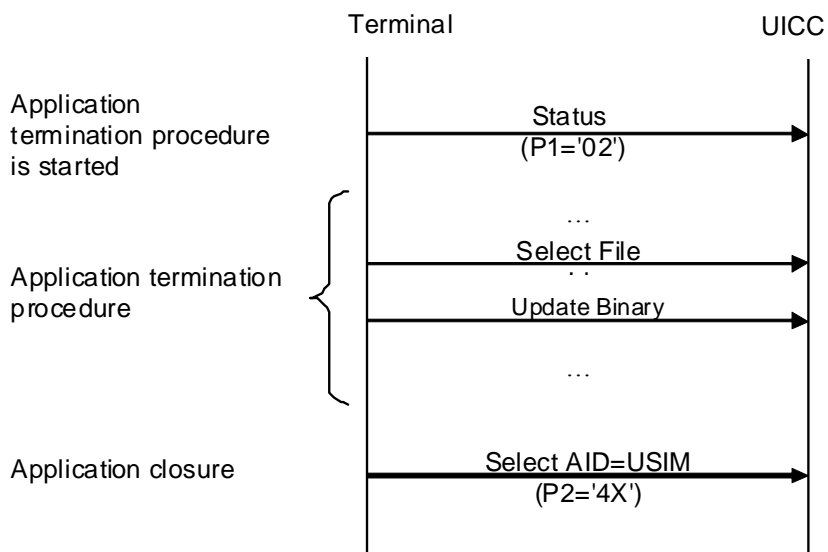 Terminal
UICC
Application
termination procedure
is started
Status
(P1='02')
...
Select File
. .
Application termination
procedure
Update Binary
...
Application closure
Select AID=USIM
(P2='4X')